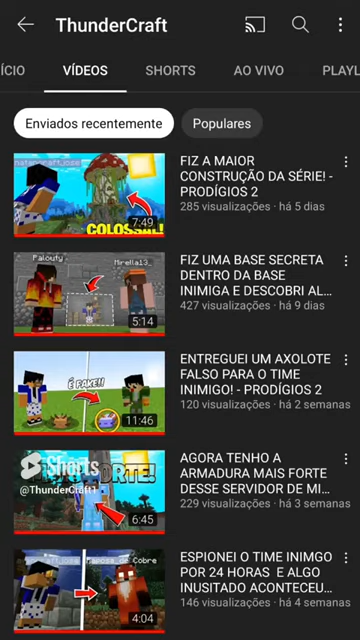 ThunderCraft
ÍCIO VÍDEOS SHORTS AO VIVO PLAYL
Enviados recentemente Populares
COLOSSAL!
7:49
FIZ A MAIOR
CONSTRUÇÃO DA SÉRIE! -
PRODÍGIOS 2
285 visualizações · há 5 dias
Paloufy
Mirella13_
5:14
FIZ UMA BASE SECRETA
DENTRO DA BASE
INIMIGA E DESCOBRI AL...
427 visualizações · há 9 dias
É FAKE!!
11:46
ENTREGUEI UM AXOLOTE
FALSO PARA O TIME
INIMIGO! - PRODÍGIOS 2
120 visualizações · há 2 semanas
Shorts
@ThunderCraft1
6:45
AGORA TENHO A
ARMADURA MAIS FORTE
DESSE SERVIDOR DE MI...
229 visualizações · há 3 semanas
Raposa_de_Cobre
4:04
ESPIONEI O TIME INIMGO
POR 24 HORAS E ALGO
INUSITADO ACONTECEU...
146 visualizações · há 4 semanas